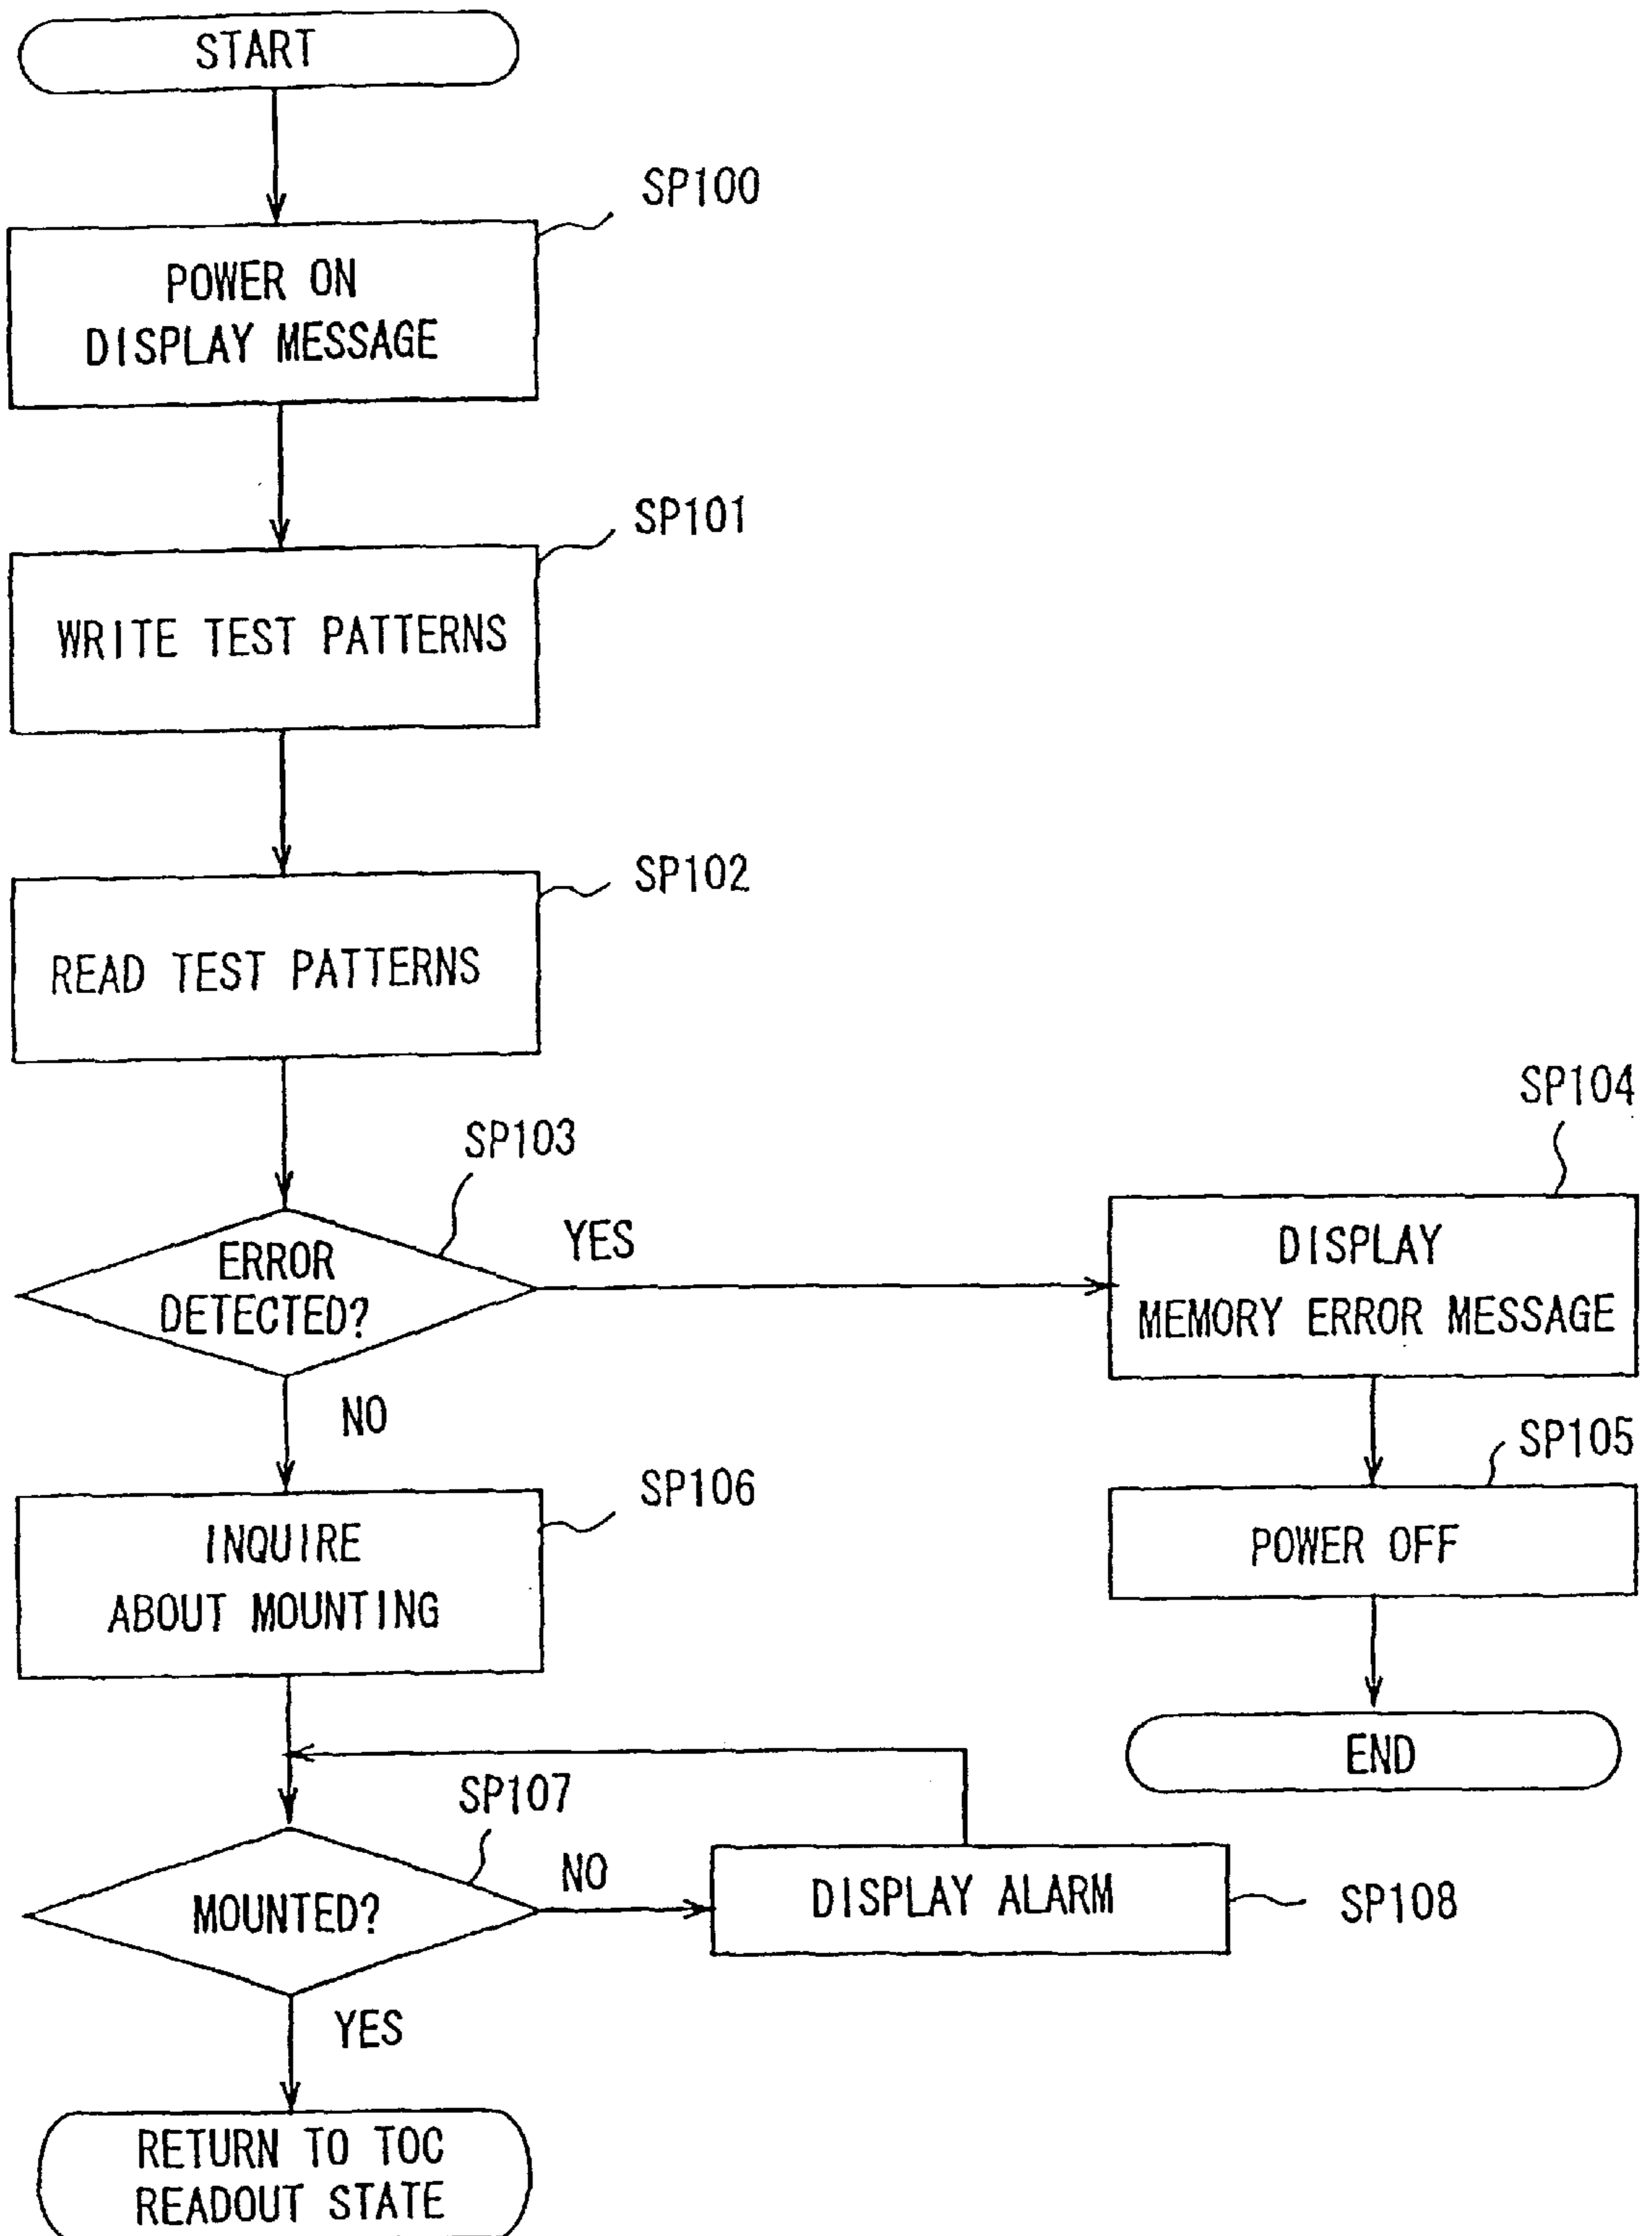 START
SP100
POWER ON
DISPLAY MESSAGE
SP101
WRITE TEST PATTERNS
SP102
READ TEST PATTERNS
SP103
ERROR
DETECTED?
YES
NO
SP104
DISPLAY
MEMORY ERROR MESSAGE
SP105
POWER OFF
END
SP106
INQUIRE
ABOUT MOUNTING
SP107
MOUNTED?
NO
DISPLAY ALARM
SP108
YES
RETURN TO TOC
READOUT STATE